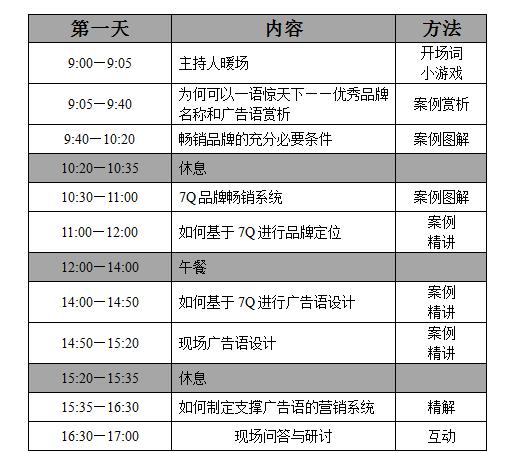 第一天 内容 方法
9:00—9:05 主持人暖场 开场词
小游戏
9:05—9:40 为何可以一语惊天下——优秀品牌
名称和广告语赏析 案例赏析
9:40—10:20 畅销品牌的充分必要条件 案例图解
10:20—10:35 休息
10:30—11:00 7Q品牌畅销系统 案例图解
11:00—12:00 如何基于7Q进行品牌定位 案例
精讲
12:00—14:00 午餐
14:00—14:50 如何基于7Q进行广告语设计 案例
精讲
14:50—15:20 现场广告语设计 案例
精讲
15:20—15:35 休息
15:35—16:30 如何制定支撑广告语的营销系统 精解
16:30—17:00 现场问答与研讨 互动